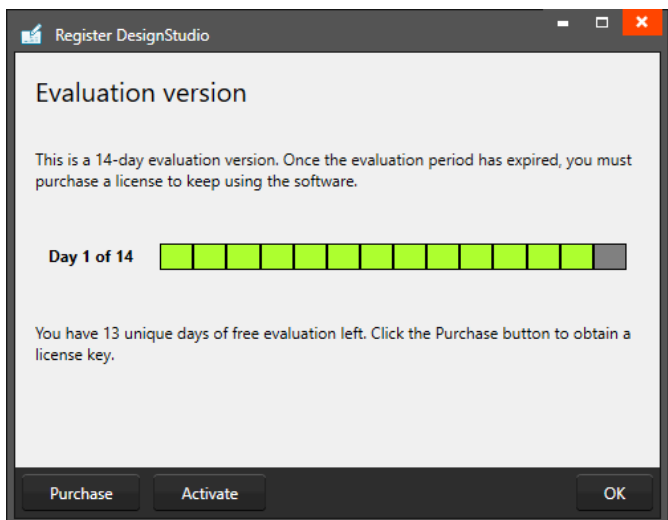 Register DesignStudio
Evaluation version
This is a 14-day evaluation version. Once the evaluation period has expired, you must
purchase a license to keep using the software.
Day 1 of 14
You have 13 unique days of free evaluation left. Click the Purchase button to obtain a
license key.
Purchase
Activate
OK